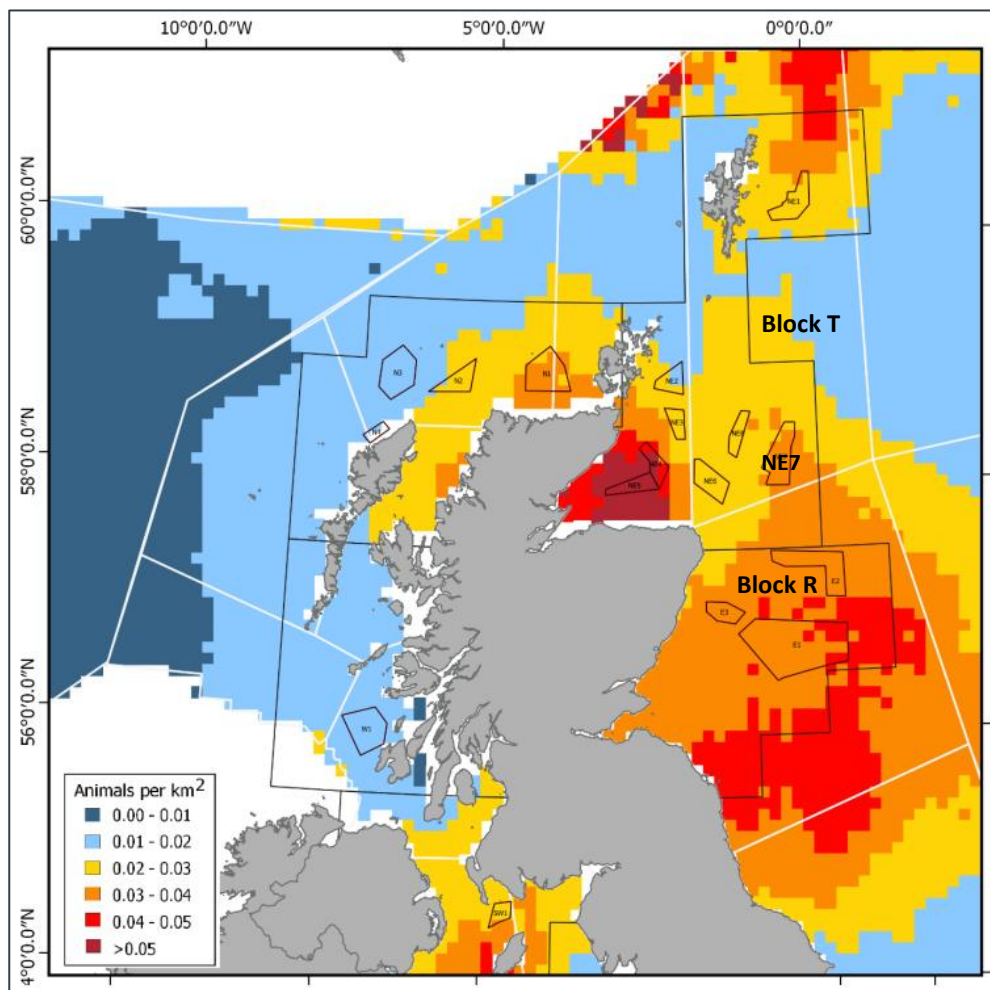 10°0'0.0"W 5°0'0.0"W 0°0'0.0"
60°0'0.0"N
58°0'0.0"N
56°0'0.0"N
4°0'0.0"N
NE1
Block T
N3
N2
N1
NE2
N4
NE3
NE8
NE4
NE7
NE5
NE6
Block R
E2
E3
E1
W1
SW1
Animals per km²
0.00 - 0.01
0.01 - 0.02
0.02 - 0.03
0.03 - 0.04
0.04 - 0.05
>0.05